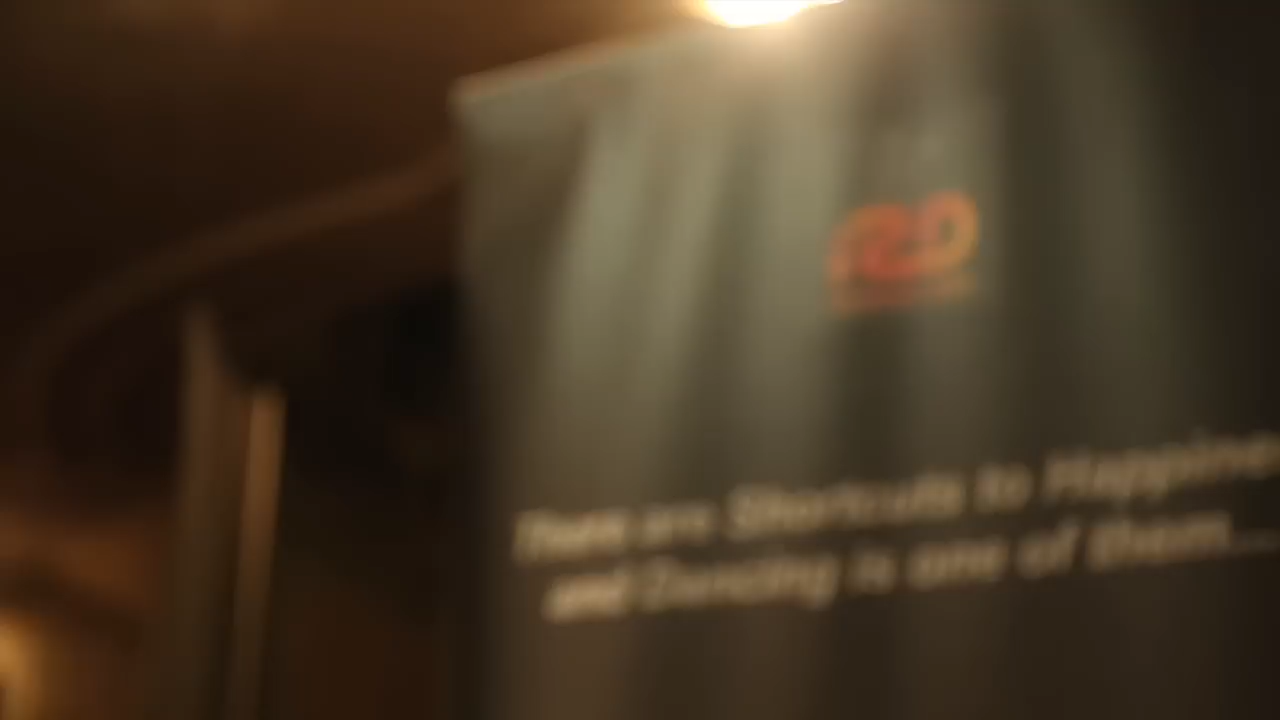 There are Shortcuts to
and Dancing is one of them...